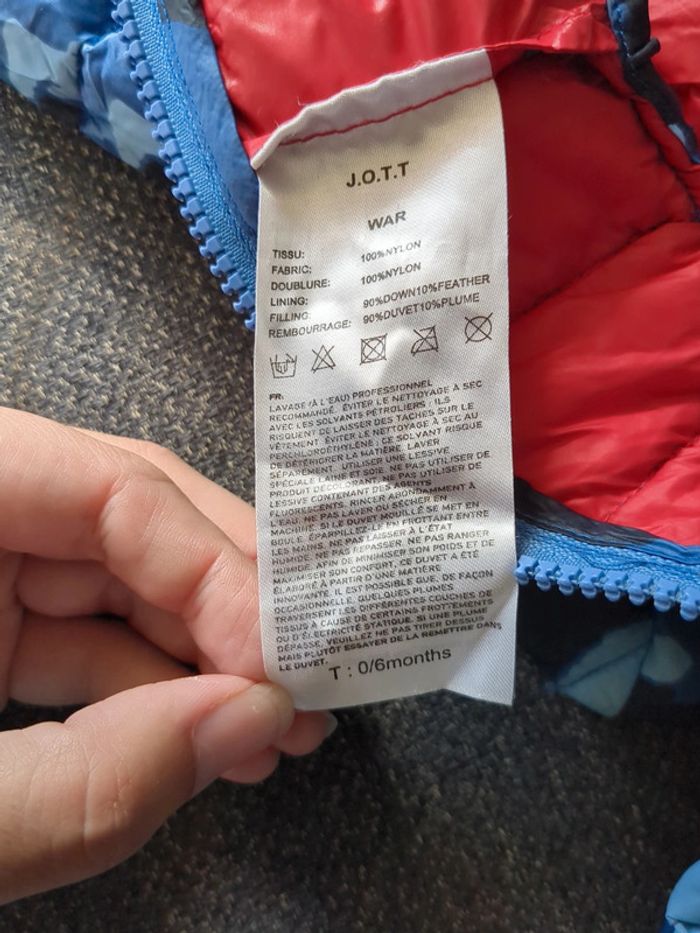 J.O.T.T
WAR
TISSU: 100%NYLON
FABRIC:
DOUBLURE: 100%NYLON
LINING:
FILLING: 90%DOWN10%FEATHER
REMBOURRAGE: 90%DUVET10%PLUME
FR:
LAVAGE (À L'EAU) PROFESSIONNEL
RECOMMANDÉ. ÉVITER LE NETTOYAGE À SEC
AVEC LES SOLVANTS PÉTROLIERS : ILS
RISQUENT DE LAISSER DES TACHES SUR LE
VÊTEMENT. ÉVITER LE NETTOYAGE À SEC AU
PERCHLOROÉTHYLÈNE : CE SOLVANT RISQUE
DE DÉTÉRIORER LA MATIÈRE. LAVER
SÉPAREMENT. UTILISER UNE LESSIVE
SPÉCIALE LAINE ET SOIE. NE PAS UTILISER DE
PRODUIT DÉCOLORANT. NE PAS UTILISER DE
LESSIVE CONTENANT DES AGENTS
FLUORESCENTS. RINCER ABONDAMMENT À
L'EAU. NE PAS LAVER OU SÉCHER EN
MACHINE. SI LE DUVET MOUILLÉ SE MET EN
BOULE, ÉPARPILLEZ-LE EN FROTTANT ENTRE
LES MAINS. NE PAS LAISSER À L'ÉTAT
HUMIDE. NE PAS REPASSER. NE PAS RANGER
HUMIDE. AFIN DE MINIMISER SON POIDS ET DE
MAXIMISER SON CONFORT, CE DUVET A ÉTÉ
ÉLABORÉ À PARTIR D'UNE MATIÈRE
INNOVANTE. IL EST POSSIBLE QUE, DE FAÇON
OCCASIONNELLE, QUELQUES PLUMES
TRAVERSENT LES DIFFÉRENTES COUCHES DE
TISSUS À CAUSE DE CERTAINS FROTTEMENTS
OU D'ÉLECTRICITÉ STATIQUE. SI UNE PLUME
DÉPASSE, VEUILLEZ NE PAS TIRER DESSUS
MAIS PLUTÔT ESSAYER DE LA REMETTRE DANS
LE DUVET.
T : 0/6months